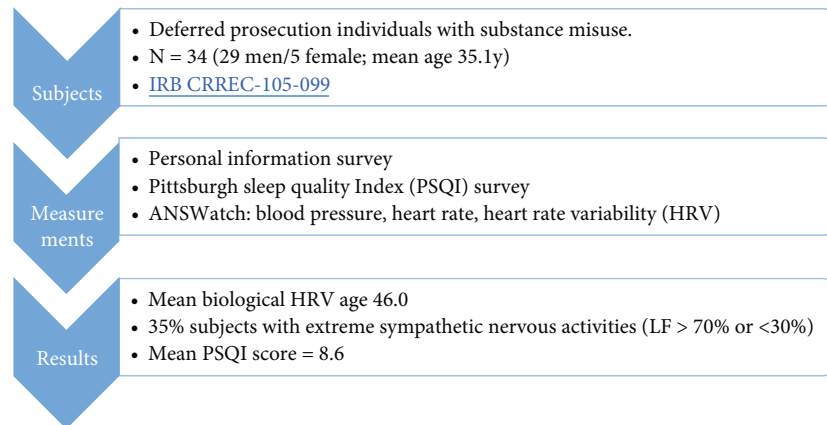 Subjects
• Deferred prosecution individuals with substance misuse.
• N = 34 (29 men/5 female; mean age 35.1y)
• IRB CRREC-105-099
Measure
ments
• Personal information survey
• Pittsburgh sleep quality Index (PSQI) survey
• ANSWatch: blood pressure, heart rate, heart rate variability (HRV)
Results
• Mean biological HRV age 46.0
• 35% subjects with extreme sympathetic nervous activities (LF > 70% or <30%)
• Mean PSQI score = 8.6